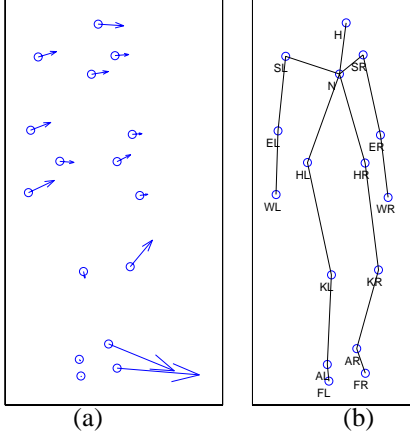 H
SL SR
N
EL ER
HL HR
WL WR
KL KR
AR
AL FR
FL
(a) (b)